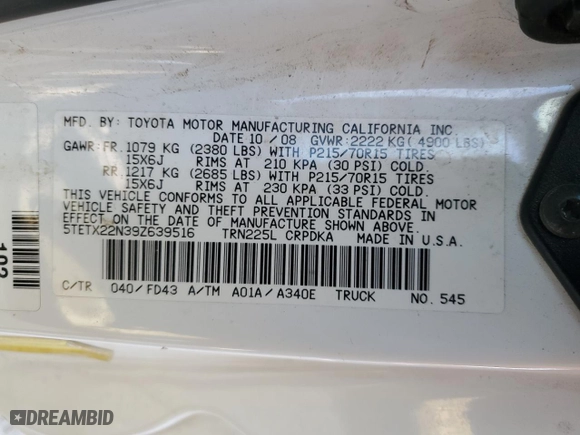 MFD. BY: TOYOTA MOTOR MANUFACTURING CALIFORNIA INC
DATE 10/08 GVWR: 2222 KG( 4900 LBS)
GAWR: FR. 1079 KG (2380 LBS) WITH P215/70R15 TIRES
15X6J RIMS AT 210 KPA (30 PSI) COLD.
RR. 1217 KG (2685 LBS) WITH P215/70R15 TIRES
15X6J RIMS AT 230 KPA (33 PSI) COLD.
THIS VEHICLE CONFORMS TO ALL APPLICABLE FEDERAL MOTOR
VEHICLE SAFETY AND THEFT PREVENTION STANDARDS IN
EFFECT ON THE DATE OF MANUFACTURE SHOWN ABOVE.
5TETX22N39Z639516 TRN225L CRPDKA MADE IN U.S.A.
C/TR 040/FD43 A/TM A01A/A340E TRUCK NO. 545
102
DREAMBID